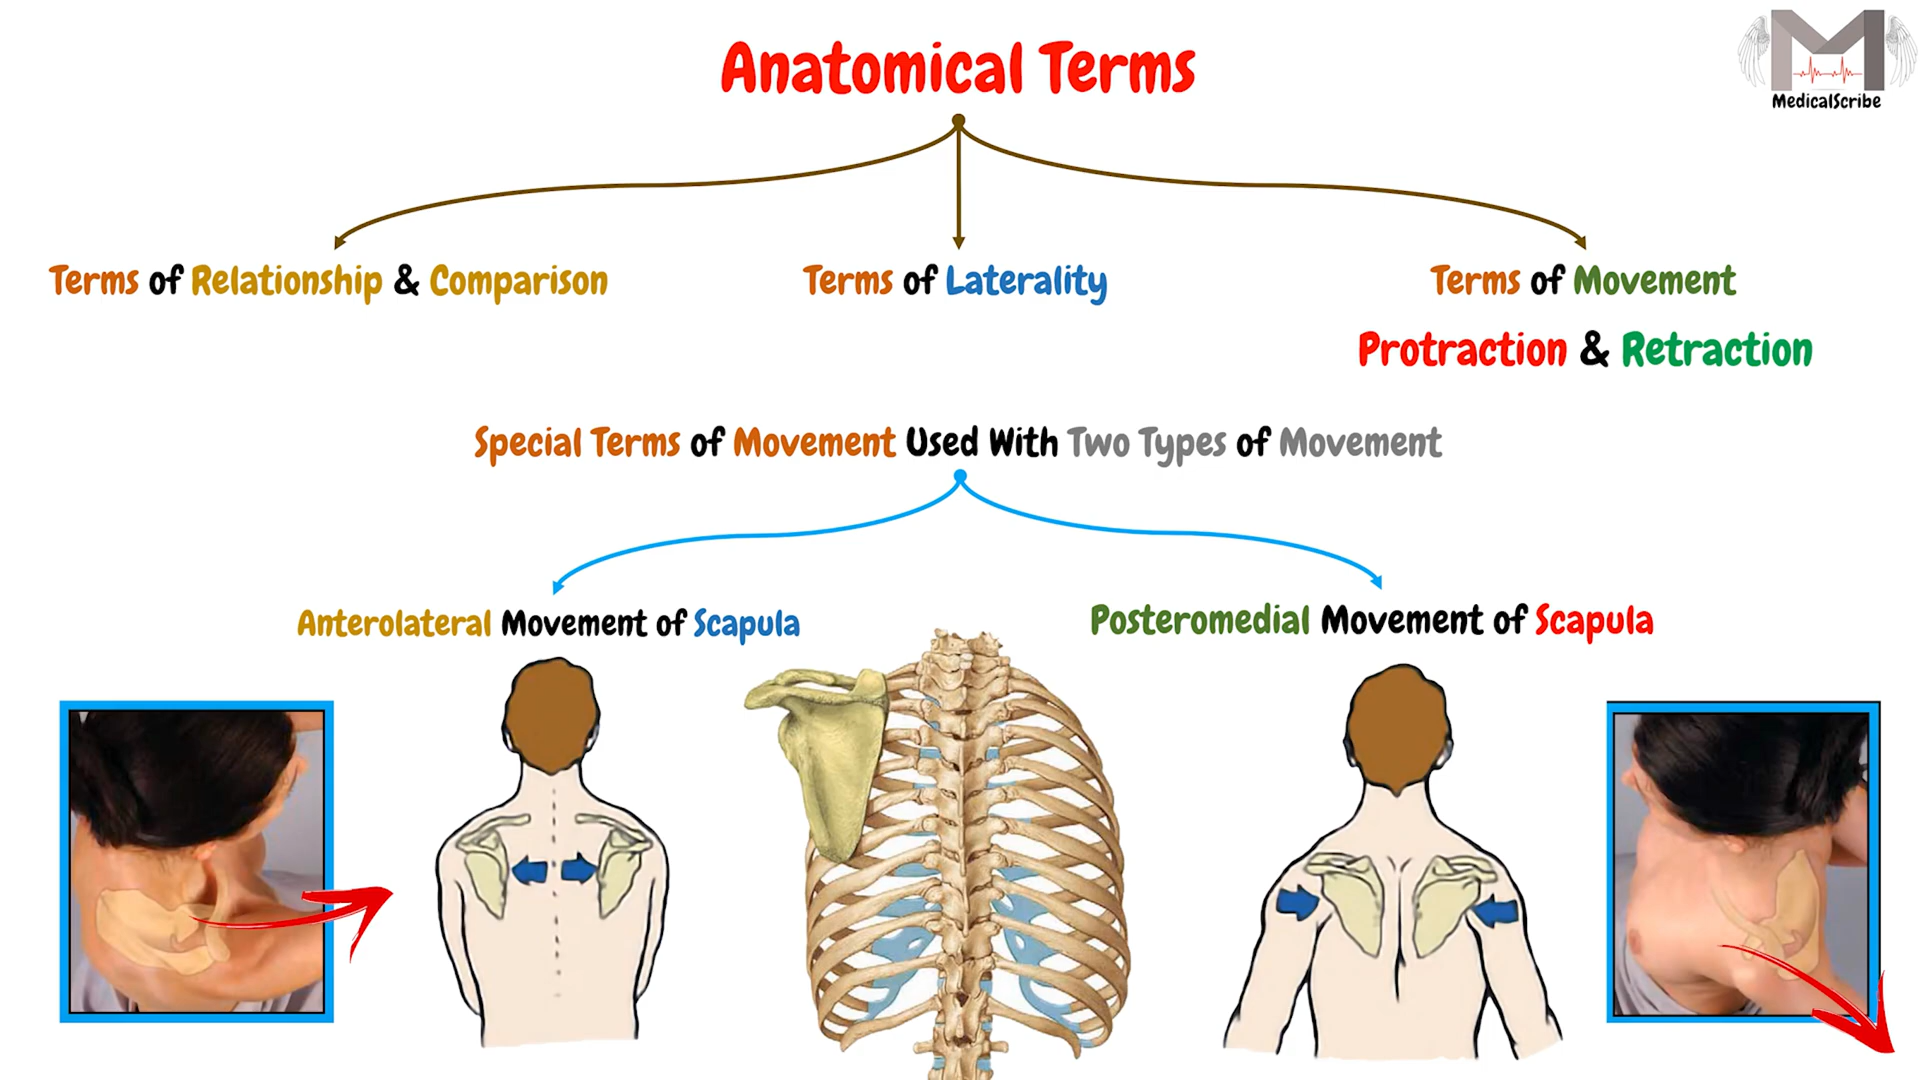 Anatomical Terms
MedicalScribe
Terms of Relationship & Comparison
Terms of Laterality
Terms of Movement
Protraction & Retraction
Special Terms of Movement Used With Two Types of Movement
Anterolateral Movement of Scapula
Posteromedial Movement of Scapula